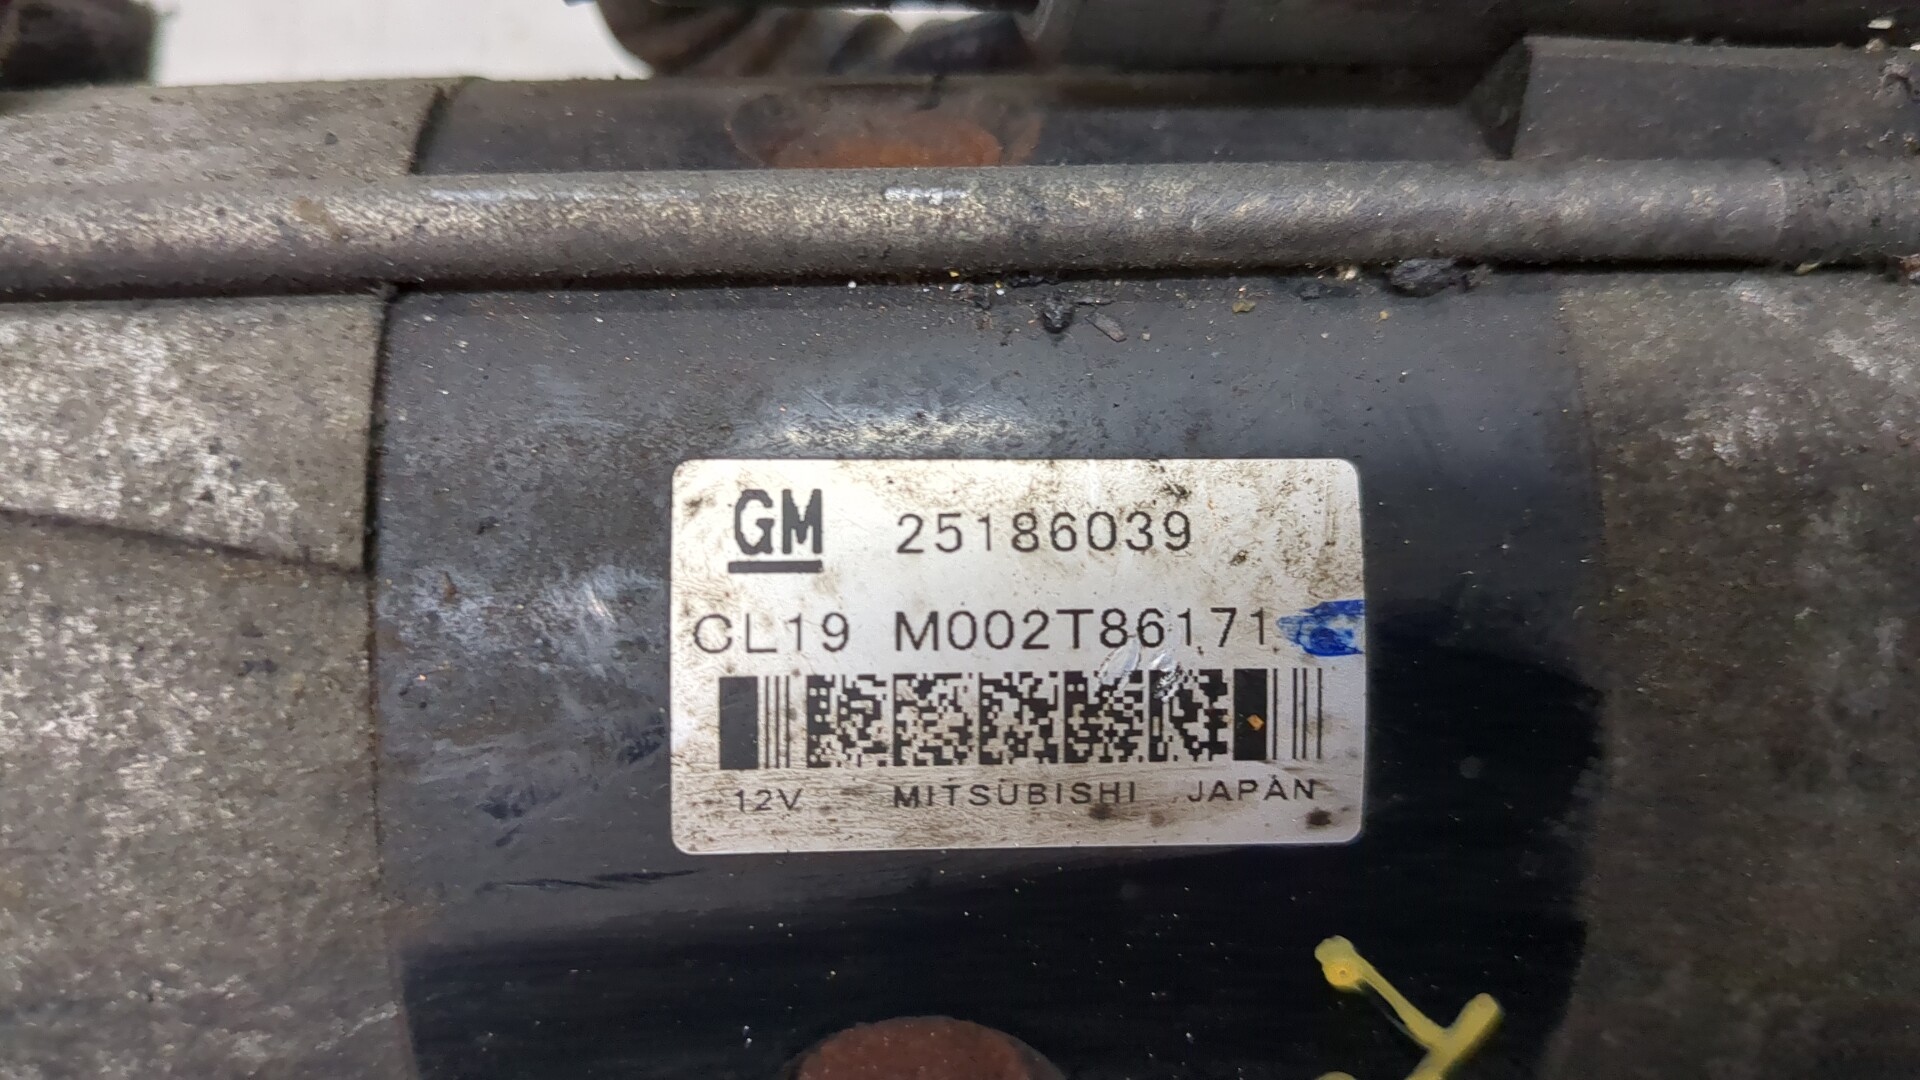 GM 25186039
CL19 M002T86171
12V MITSUBISHI JAPAN